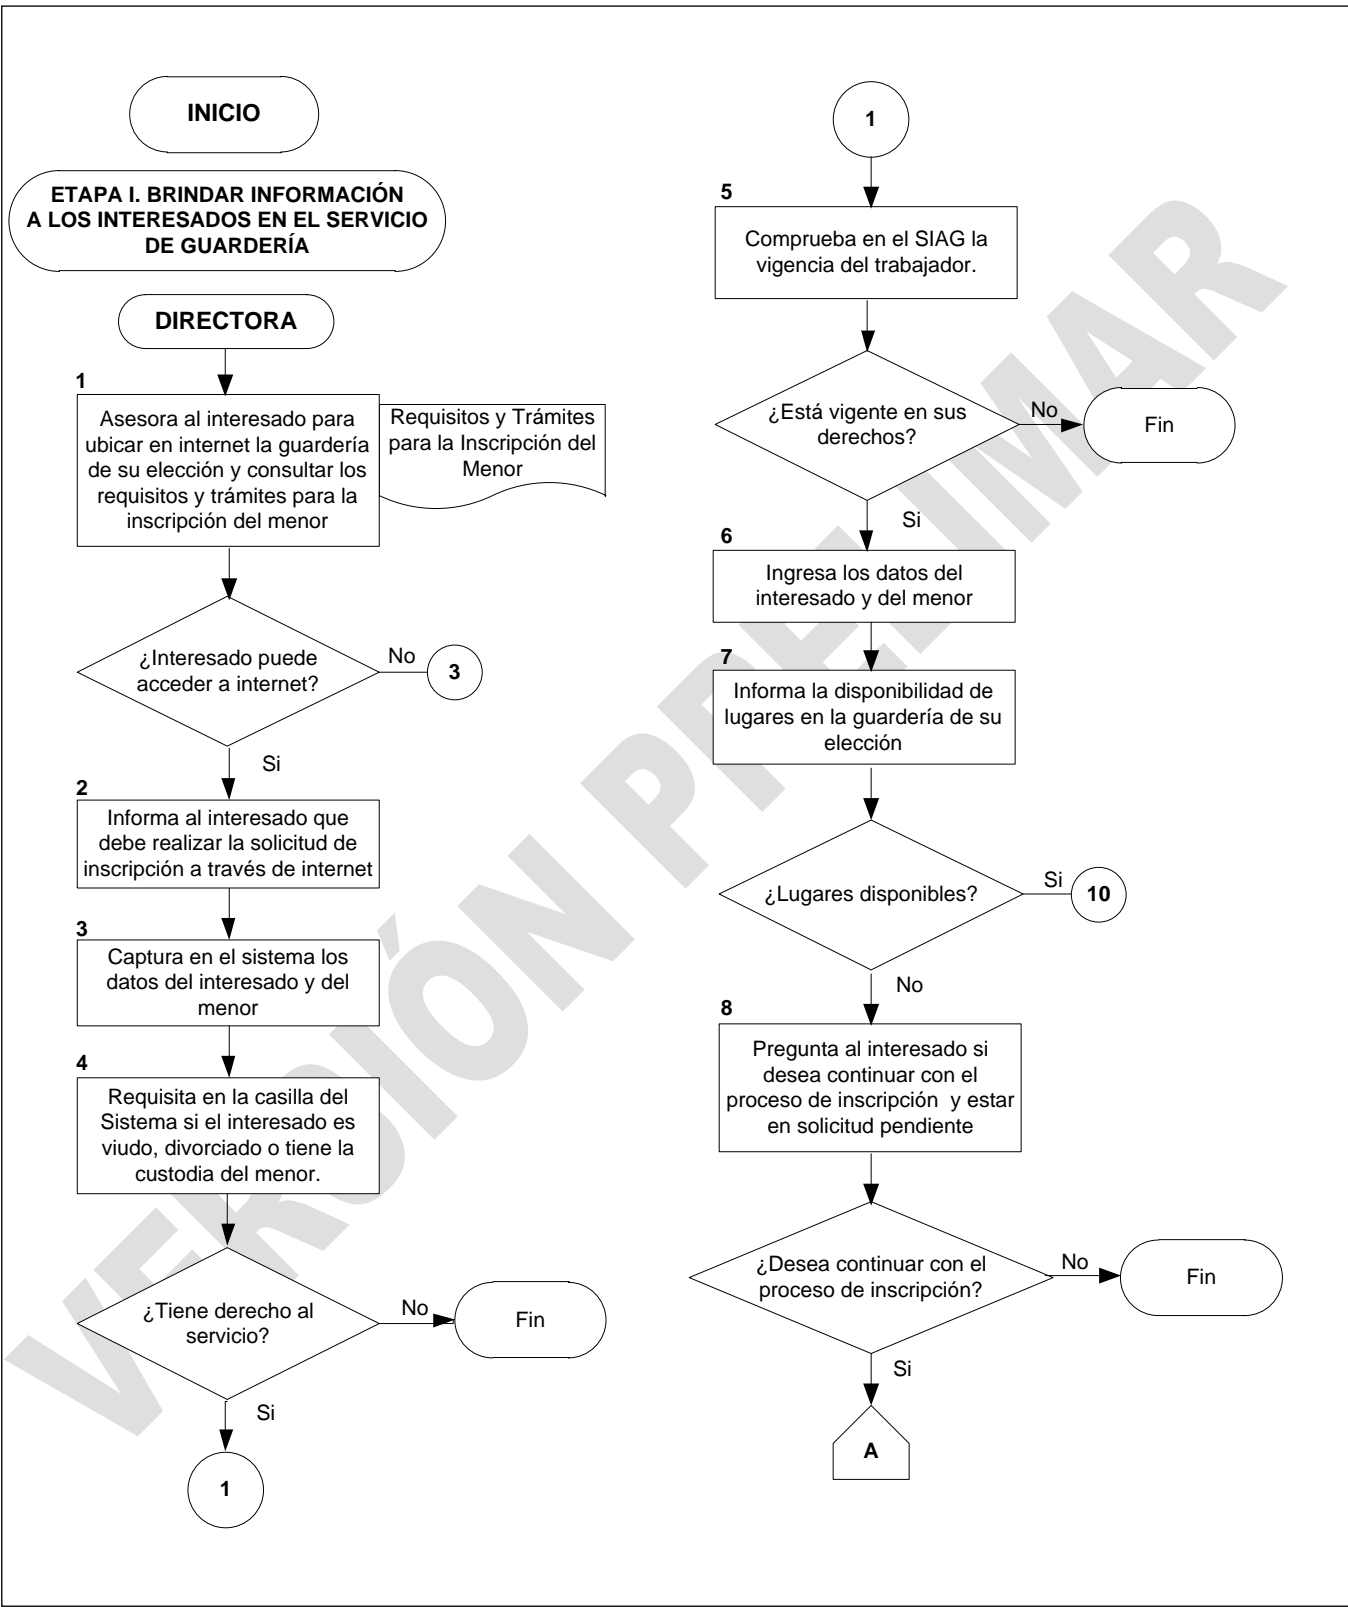 INICIO
ETAPA I. BRINDAR INFORMACIÓN
A LOS INTERESADOS EN EL SERVICIO
DE GUARDERÍA
DIRECTORA
1
Asesora al interesado para
ubicar en internet la guardería
de su elección y consultar los
requisitos y trámites para la
inscripción del menor
Requisitos y Trámites
para la Inscripción del
Menor
¿Interesado puede
acceder a internet?
No
3
Si
2
Informa al interesado que
debe realizar la solicitud de
inscripción a través de internet
3
Captura en el sistema los
datos del interesado y del
menor
4
Requisita en la casilla del
Sistema si el interesado es
viudo, divorciado o tiene la
custodia del menor.
¿Tiene derecho al
servicio?
No
Fin
Si
1
1
5
Comprueba en el SIAG la
vigencia del trabajador.
¿Está vigente en sus
derechos?
No
Fin
Si
6
Ingresa los datos del
interesado y del menor
7
Informa la disponibilidad de
lugares en la guardería de su
elección
¿Lugares disponibles?
Si
10
No
8
Pregunta al interesado si
desea continuar con el
proceso de inscripción y estar
en solicitud pendiente
¿Desea continuar con el
proceso de inscripción?
No
Fin
Si
A
VERSIÓN PRELIMAR